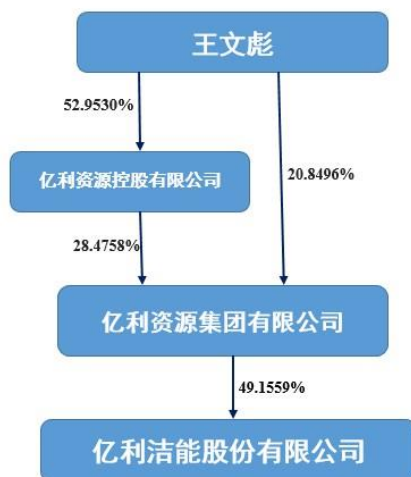 王文彪
52.9530%
亿利资源控股有限公司
20.8496%
28.4758%
亿利资源集团有限公司
49.1559%
亿利洁能股份有限公司